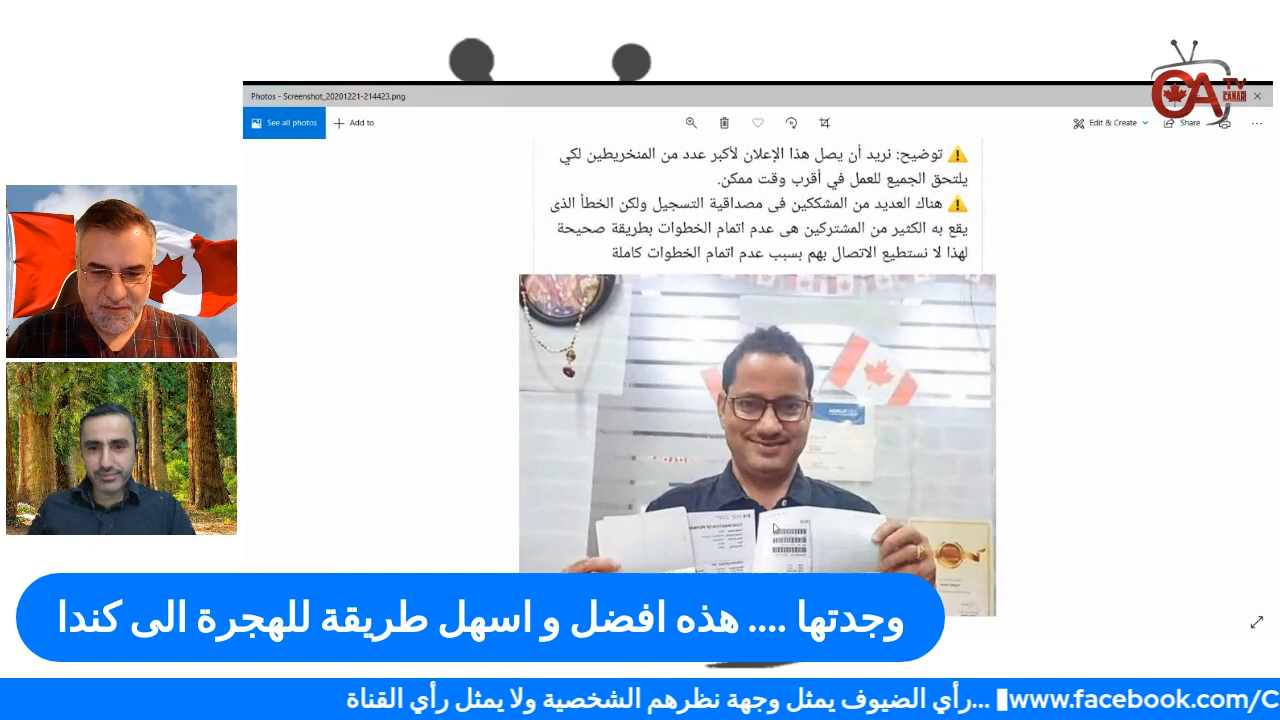 Photos - Screenshot_20201221-214423.png
See all photos
Add to
Edit & Create
Share
CA TV
CANARI
⚠️ توضيح: نريد أن يصل هذا الإعلان لأكبر عدد من المنخريطين لكي
يلتحق الجميع للعمل في أقرب وقت ممكن.
⚠️ هناك العديد من المشككين فى مصداقية التسجيل ولكن الخطأ الذى
يقع به الكثير من المشتركين هى عدم اتمام الخطوات بطريقة صحيحة
لهذا لا نستطيع الاتصال بهم بسبب عدم اتمام الخطوات كاملة
وجدتها .... هذه افضل و اسهل طريقة للهجرة الى كندا
www.facebook.com/C
...رأي الضيوف يمثل وجهة نظرهم الشخصية ولا يمثل رأي القناة